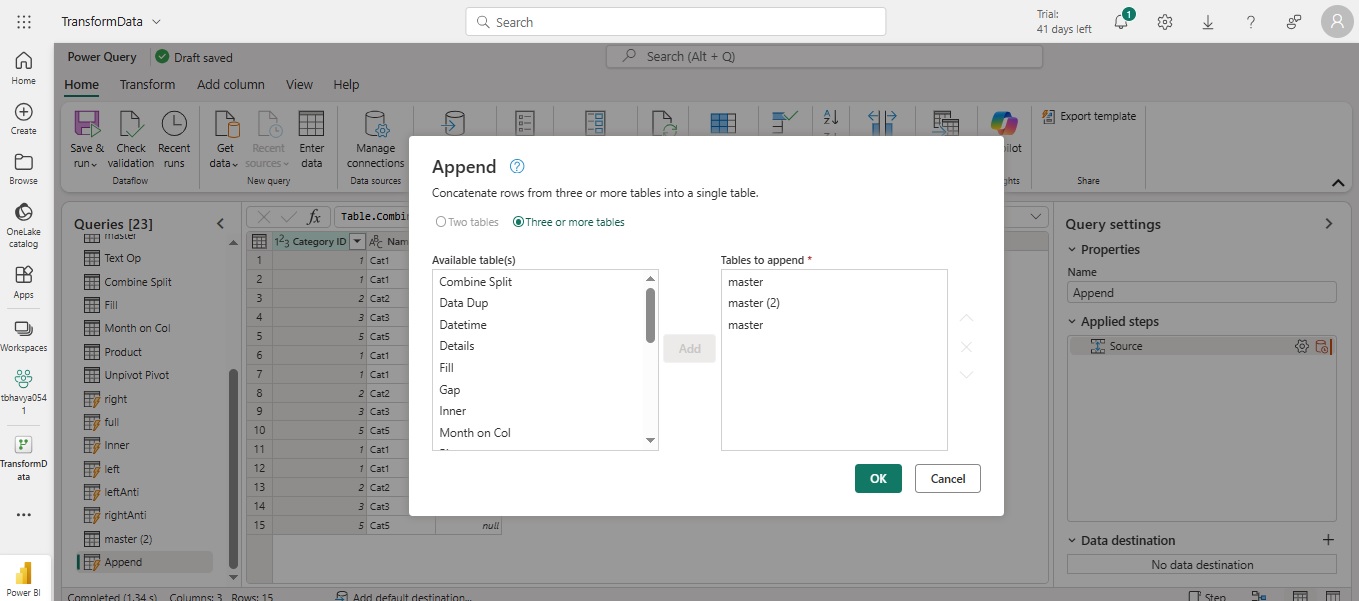 TransformData
Search
Trial:
41 days left
1
Power Query
Draft saved
Search (Alt + Q)
Home
Transform
Add column
View
Help
Save &
run
Check
validation
Recent
runs
Dataflow
Get
data
Recent
sources
Enter
data
New query
Manage
connections
Data sources
Export template
Share
Home
Create
Browse
OneLake
catalog
Apps
Workspaces
tbhavya054
1
TransformD
ata
Power BI
Queries [23]
master
Text Op
Combine Split
Fill
Month on Col
Product
Unpivot Pivot
right
full
Inner
left
leftAnti
rightAnti
master (2)
Append
fx
Table.Combin
1 2 3 Category ID
ABC Nam
1 1 Cat1
2 1 Cat1
3 2 Cat2
4 3 Cat3
5 5 Cat5
6 1 Cat1
7 1 Cat1
8 2 Cat2
9 3 Cat3
10 5 Cat5
11 1 Cat1
12 1 Cat1
13 2 Cat2
14 3 Cat3
15 5 Cat5 null
Append
Concatenate rows from three or more tables into a single table.
Two tables
Three or more tables
Available table(s)
Combine Split
Data Dup
Datetime
Details
Fill
Gap
Inner
Month on Col
Add
Tables to append *
master
master (2)
master
OK
Cancel
Query settings
Properties
Name
Append
Applied steps
Source
Data destination
No data destination
Completed (1.34 s) Columns: 3 Rows: 15
Add default destination...
Step